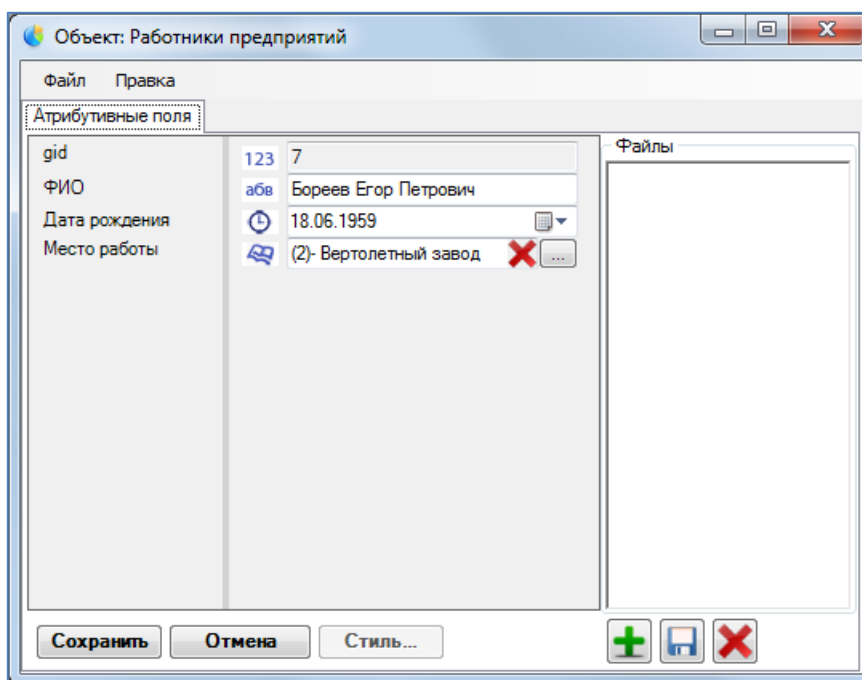 Объект: Работники предприятий
Файл Правка
Атрибутивные поля
gid 123 7
ФИО абв Бореев Егор Петрович
Дата рождения 18.06.1959
Место работы (2)- Вертолетный завод ...
Файлы
Сохранить Отмена Стиль...